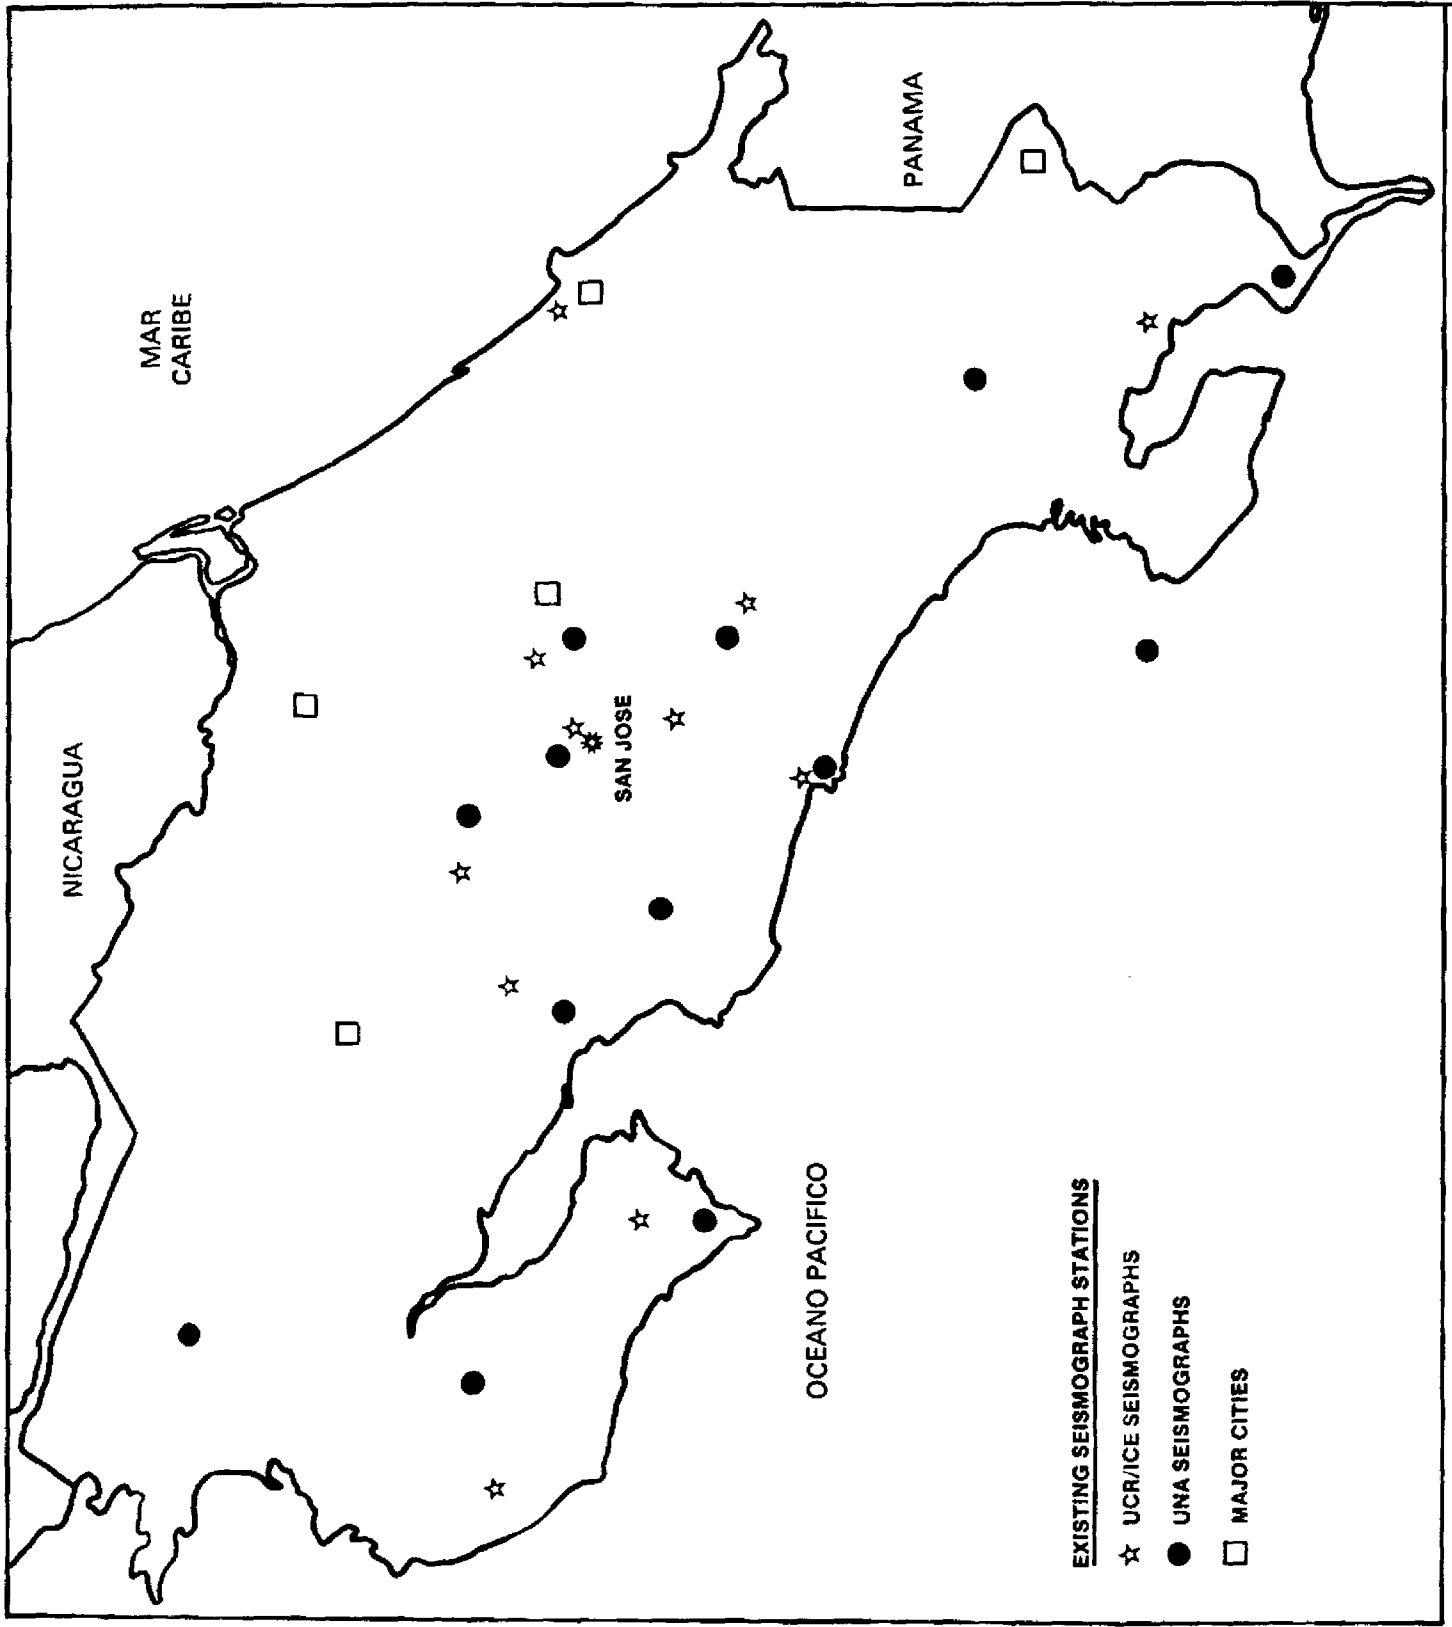 NICARAGUA
MAR
CARIBE
SAN JOSE
PANAMA
OCEANO PACIFICO
EXISTING SEISMOGRAPH STATIONS
UCR/ICE SEISMOGRAPHS
UNA SEISMOGRAPHS
MAJOR CITIES